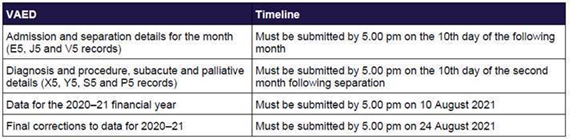 VAED Timeline
Admission and separation details for the month Must be submitted by 5.00 pm on the 10th day of the following
(E5, J5 and V5 records) month
Diagnosis and procedure, subacute and palliative Must be submitted by 5.00 pm on the 10th day of the second
details (X5, Y5, S5 and P5 records) month following separation
Data for the 2020–21 financial year Must be submitted by 5.00 pm on 10 August 2021
Final corrections to data for 2020–21 Must be submitted by 5.00 pm on 24 August 2021